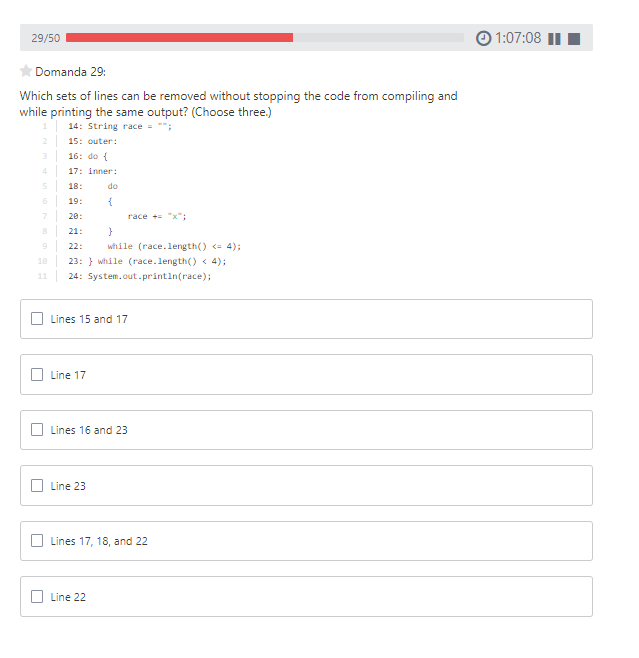 29/50 1:07:08
Domanda 29:
Which sets of lines can be removed without stopping the code from compiling and
while printing the same output? (Choose three.)
1 14: String race = "";
2 15: outer:
3 16: do {
4 17: inner:
5 18: do
6 19: {
7 20: race += "x";
8 21: }
9 22: while (race.length() <= 4);
10 23: } while (race.length() < 4);
11 24: System.out.println(race);
Lines 15 and 17
Line 17
Lines 16 and 23
Line 23
Lines 17, 18, and 22
Line 22